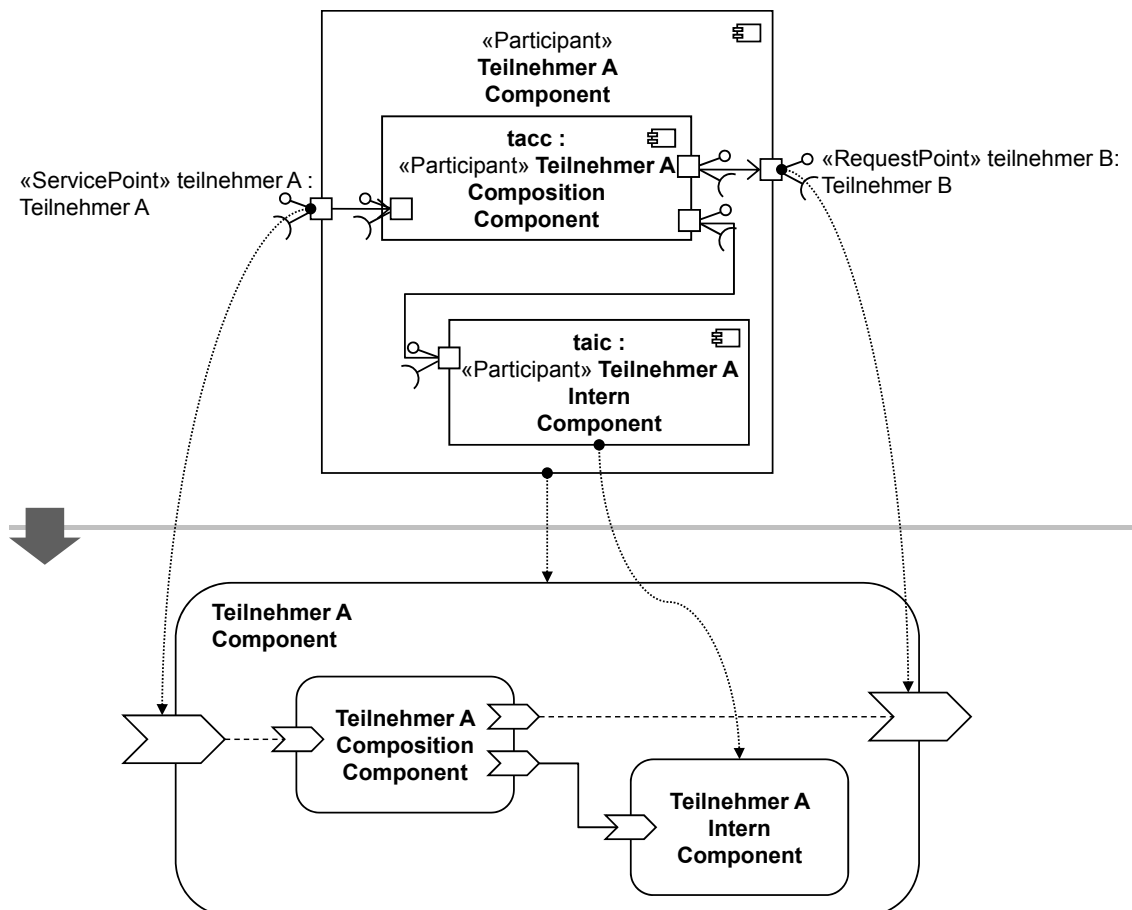 «Participant»
Teilnehmer A
Component
tacc :
«Participant» Teilnehmer A
Composition
Component
«ServicePoint» teilnehmer A :
Teilnehmer A
«RequestPoint» teilnehmer B:
Teilnehmer B
taic :
«Participant» Teilnehmer A
Intern
Component
Teilnehmer A
Component
Teilnehmer A
Composition
Component
Teilnehmer A
Intern
Component